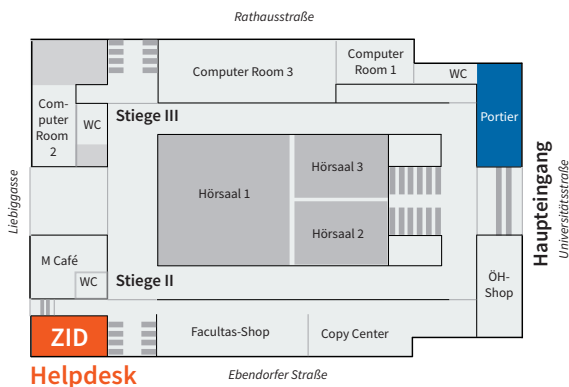 Rathausstraße
Computer Room 3
Computer
Room 1
WC
Com-
puter
Room
2
WC
Stiege III
Portier
Hörsaal 1
Hörsaal 3
Hörsaal 2
Liebiggasse
Haupteingang
Universitätsstraße
M Café
WC
Stiege II
ÖH-
Shop
ZID
Facultas-Shop
Copy Center
Helpdesk
Ebendorfer Straße